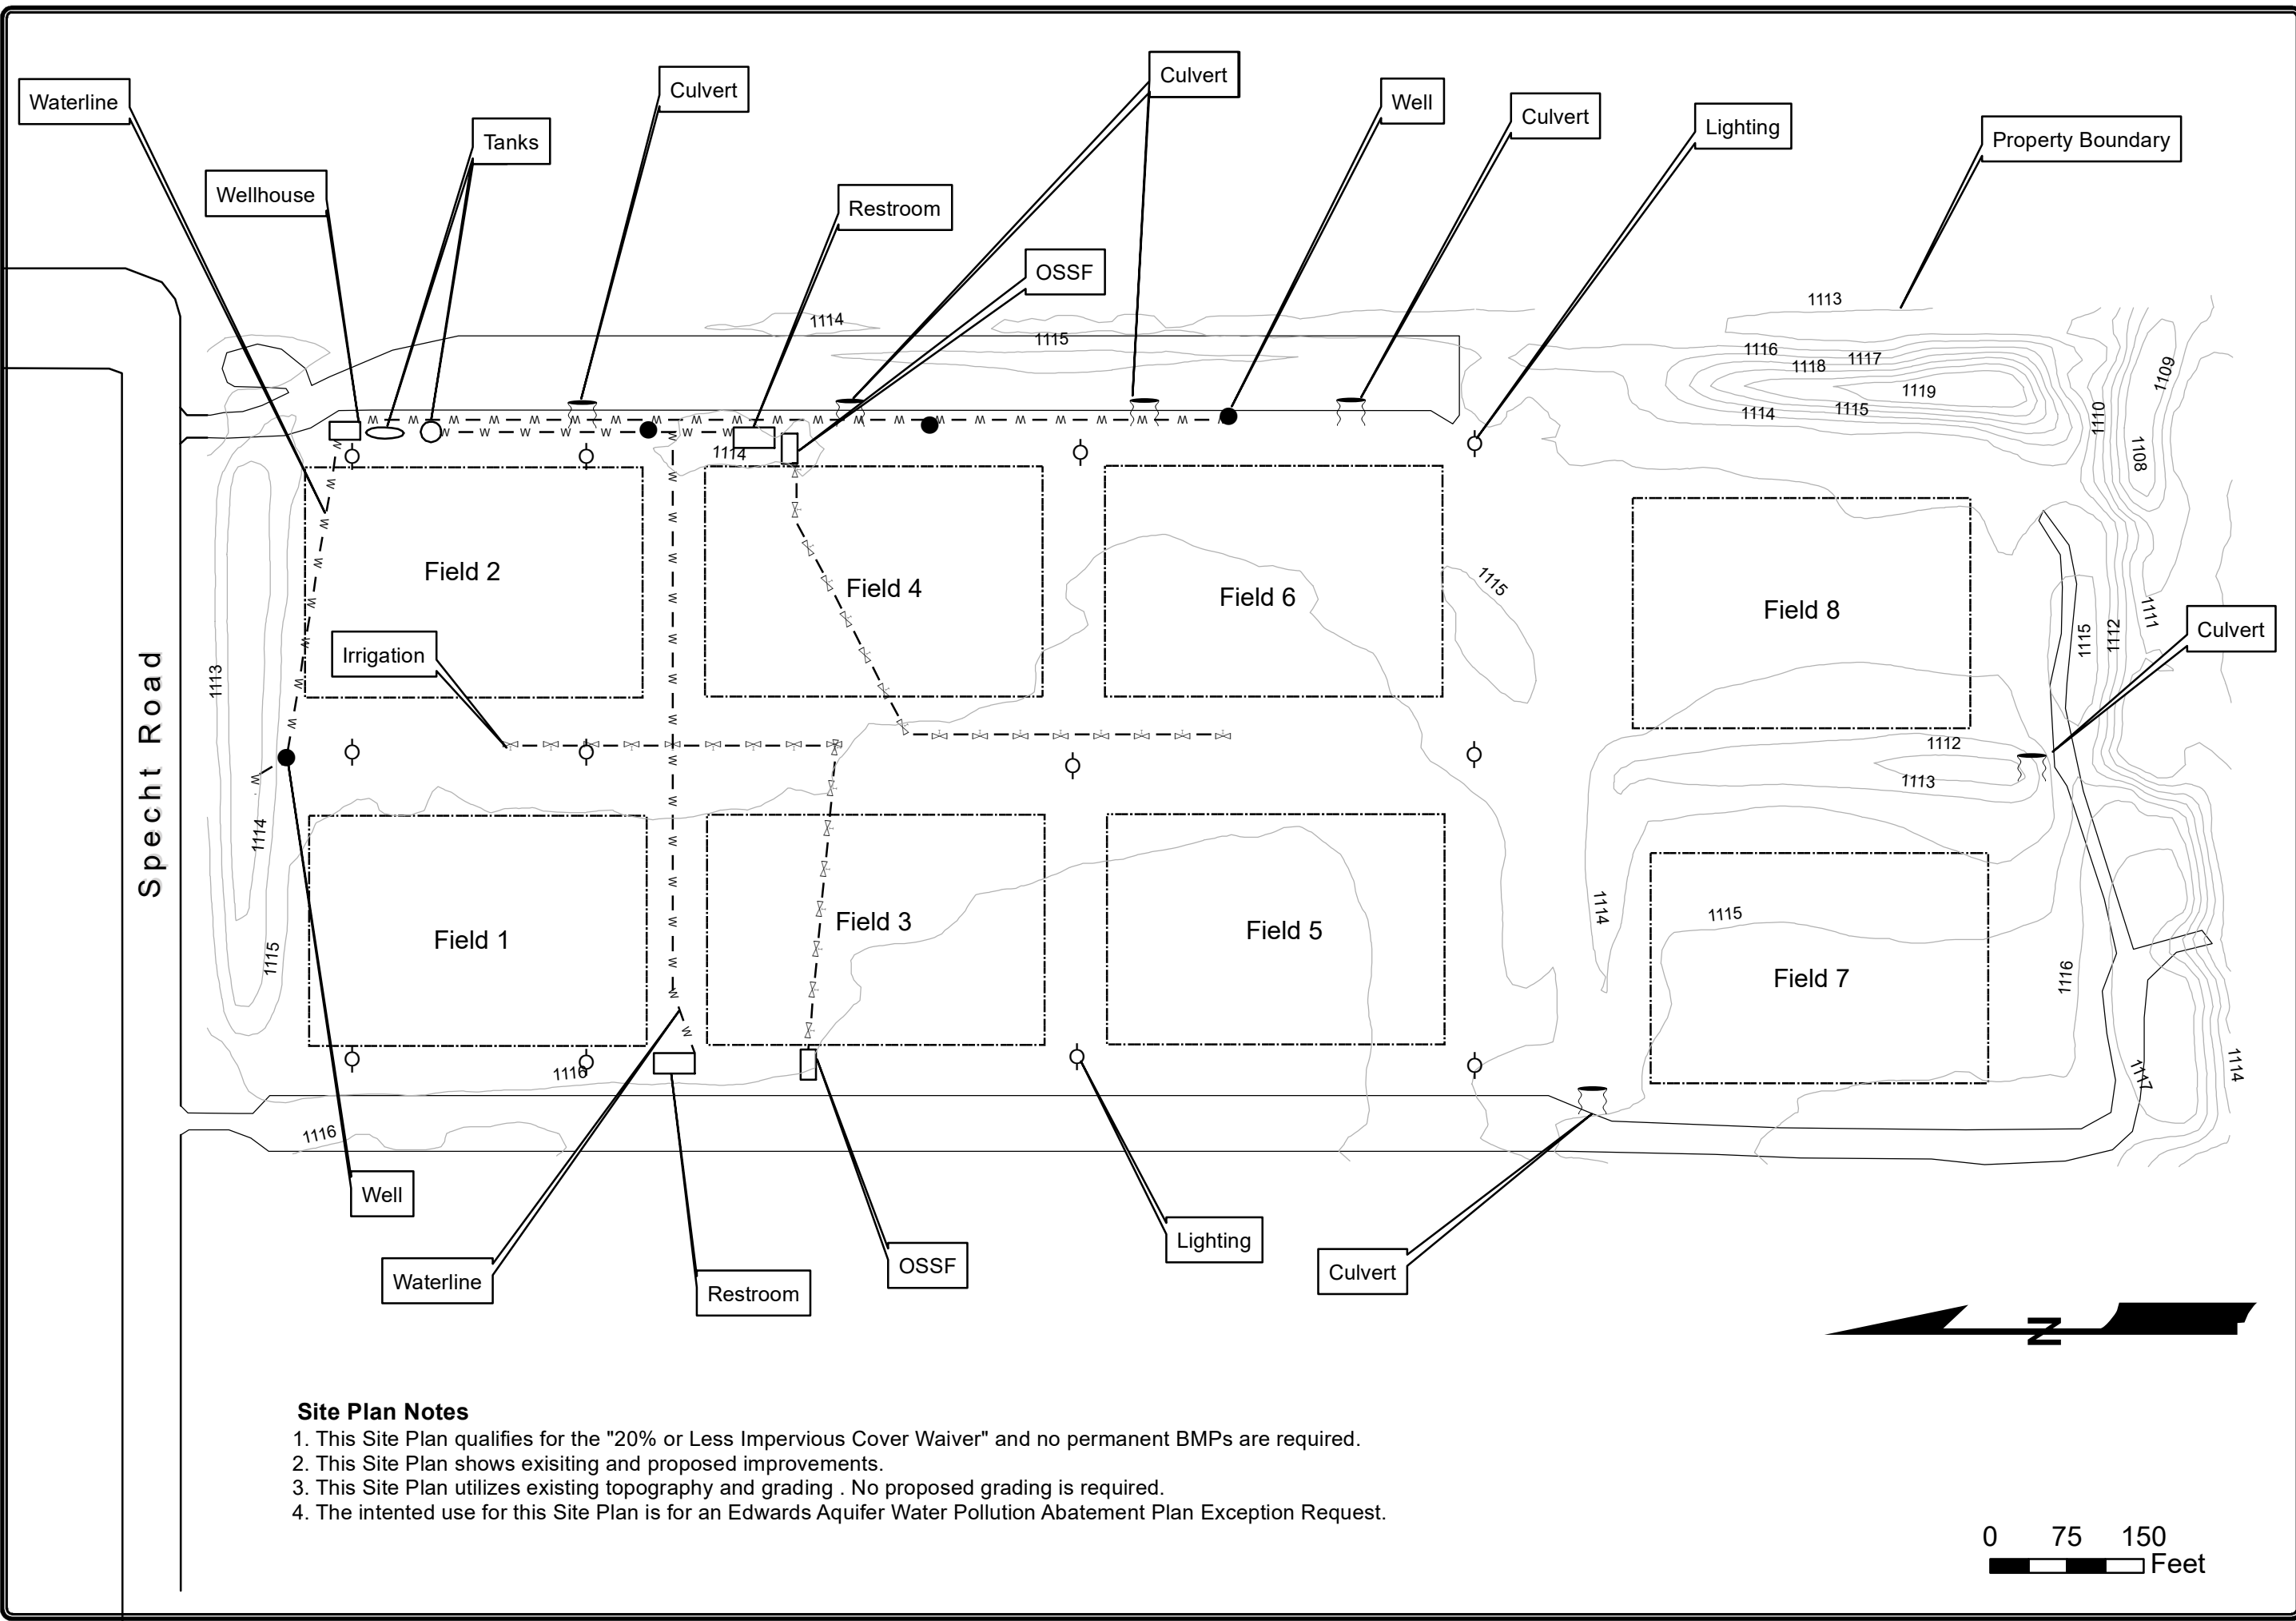 Waterline
Tanks
Culvert
Culvert
Well
Culvert
Lighting
Property Boundary
Wellhouse
Restroom
OSSF
1113
1114
1115
1116
1117
1118
1119
1114
1115
1109
1110
1108
1114
Field 2
Field 4
Field 6
Field 8
1115
1111
1115
1112
Culvert
Irrigation
1113
Specht Road
1112
1113
1114
1115
Field 1
Field 3
Field 5
Field 7
1114
1115
1116
1116
1117
1114
1116
Well
Waterline
Restroom
OSSF
Lighting
Culvert
N
Site Plan Notes
1. This Site Plan qualifies for the "20% or Less Impervious Cover Waiver" and no permanent BMPs are required.
2. This Site Plan shows exisiting and proposed improvements.
3. This Site Plan utilizes existing topography and grading . No proposed grading is required.
4. The intented use for this Site Plan is for an Edwards Aquifer Water Pollution Abatement Plan Exception Request.
0 75 150
Feet